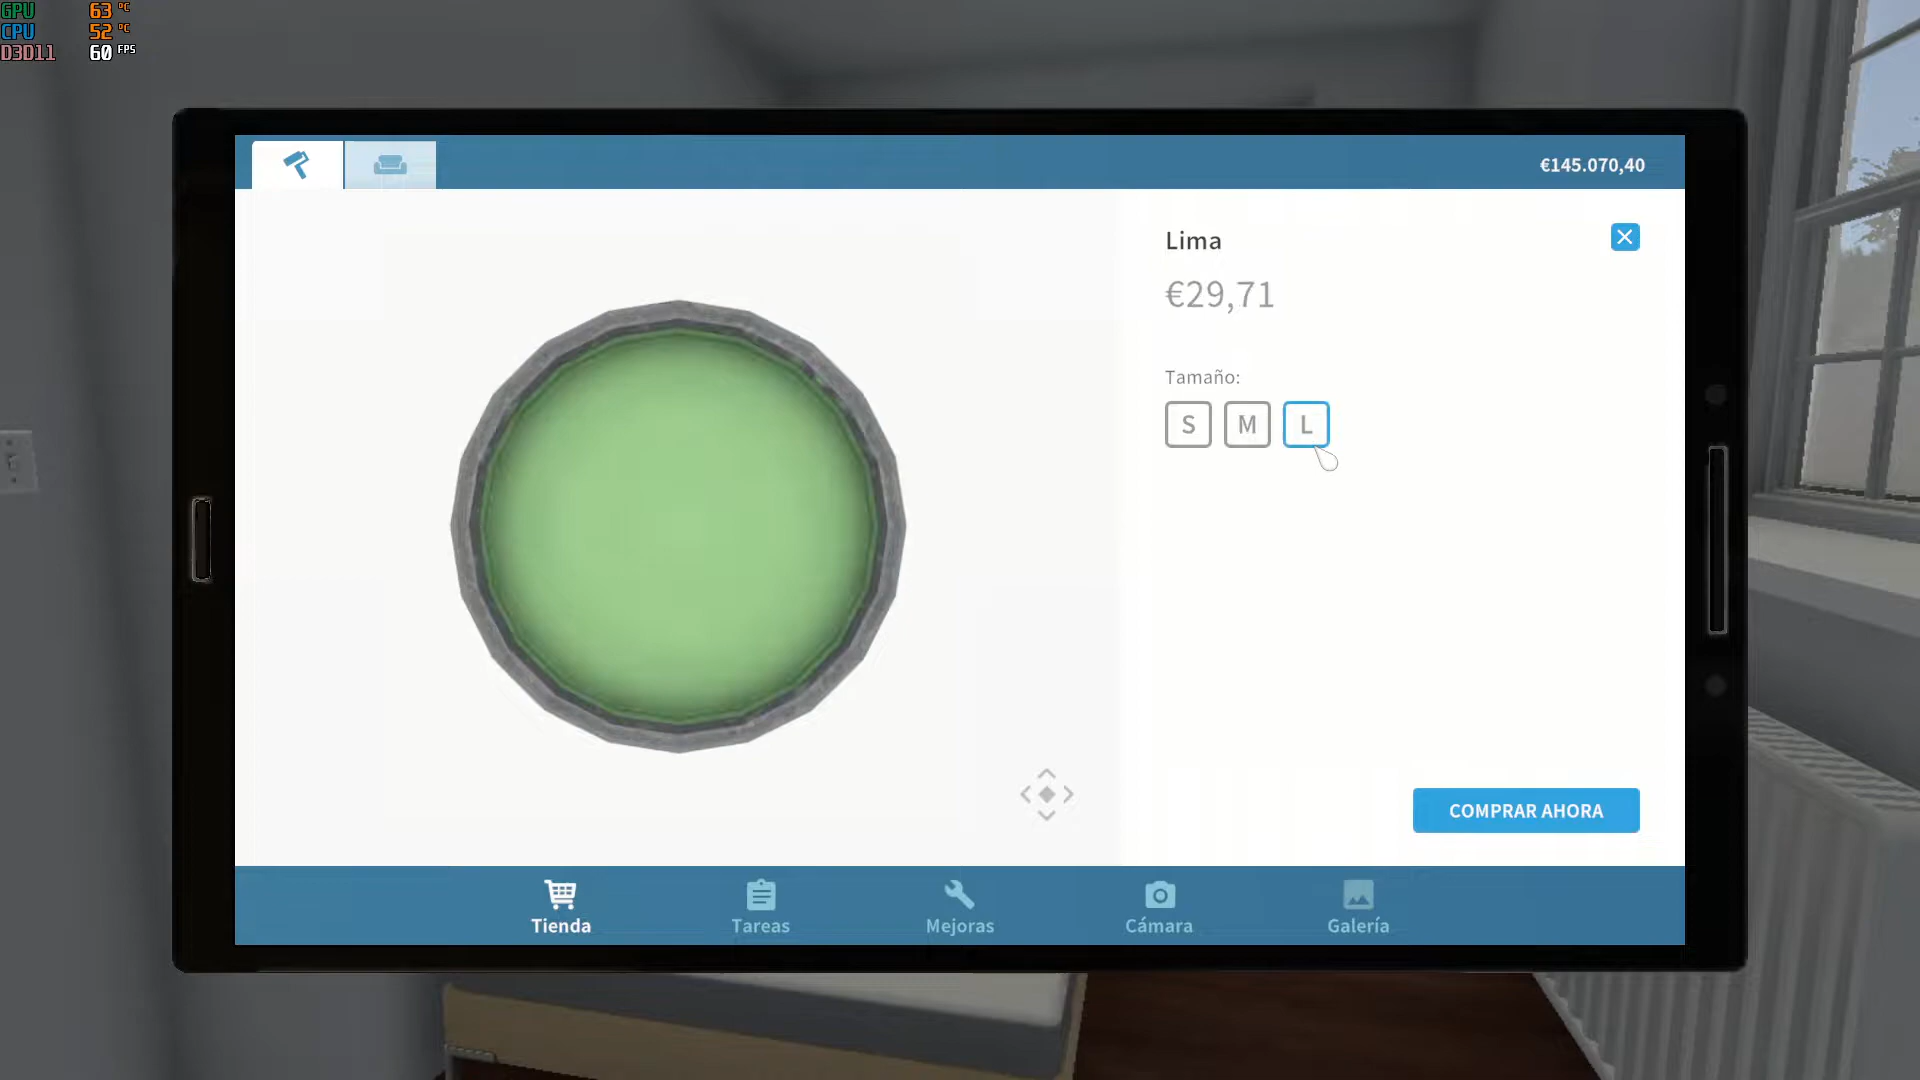 GPU 63 °C
CPU 52 °C
D3D11 60 FPS
€145.070,40
Lima
€29,71
Tamaño:
S M L
COMPRAR AHORA
Tienda Tareas Mejoras Cámara Galería